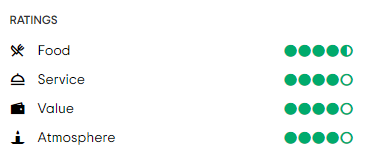 RATINGS
Food
Service
Value
Atmosphere